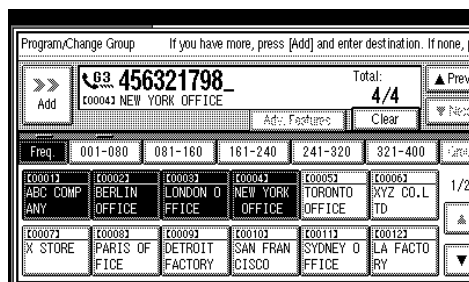 Program/Change Group If you have more, press [Add] and enter destination. If none,
>> Add
G3 456321798_
[0004] NEW YORK OFFICE
Total:
4/4
▲ Prev
Adv. Features
Clear
▼ Nex
Freq. 001-080 081-160 161-240 241-320 321-400
[0001] [0002] [0003] [0004] [0005] [0006]
ABC COMP BERLIN LONDON O NEW YORK TORONTO XYZ CO.L
ANY OFFICE FFICE OFFICE OFFICE TD
1/2
[0007] [0008] [0009] [0010] [0011] [0012]
X STORE PARIS OF DETROIT SAN FRAN SYDNEY O LA FACTO
FICE FACTORY CISCO FFICE RY